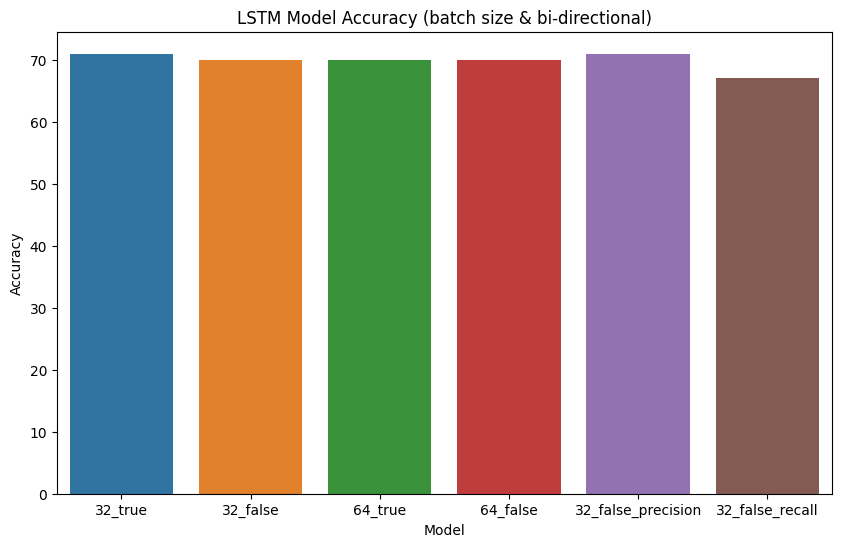 LSTM Model Accuracy (batch size & bi-directional)
Accuracy
70
60
50
40
30
20
10
0
32_true 32_false 64_true 64_false 32_false_precision 32_false_recall
Model